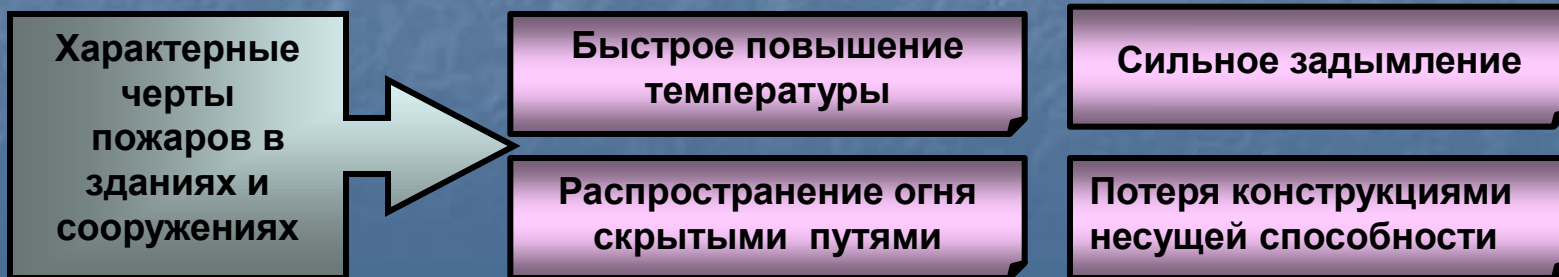 Характерные
черты
пожаров в
зданиях и
сооружениях
Быстрое повышение
температуры
Сильное задымление
Распространение огня
скрытыми путями
Потеря конструкциями
несущей способности